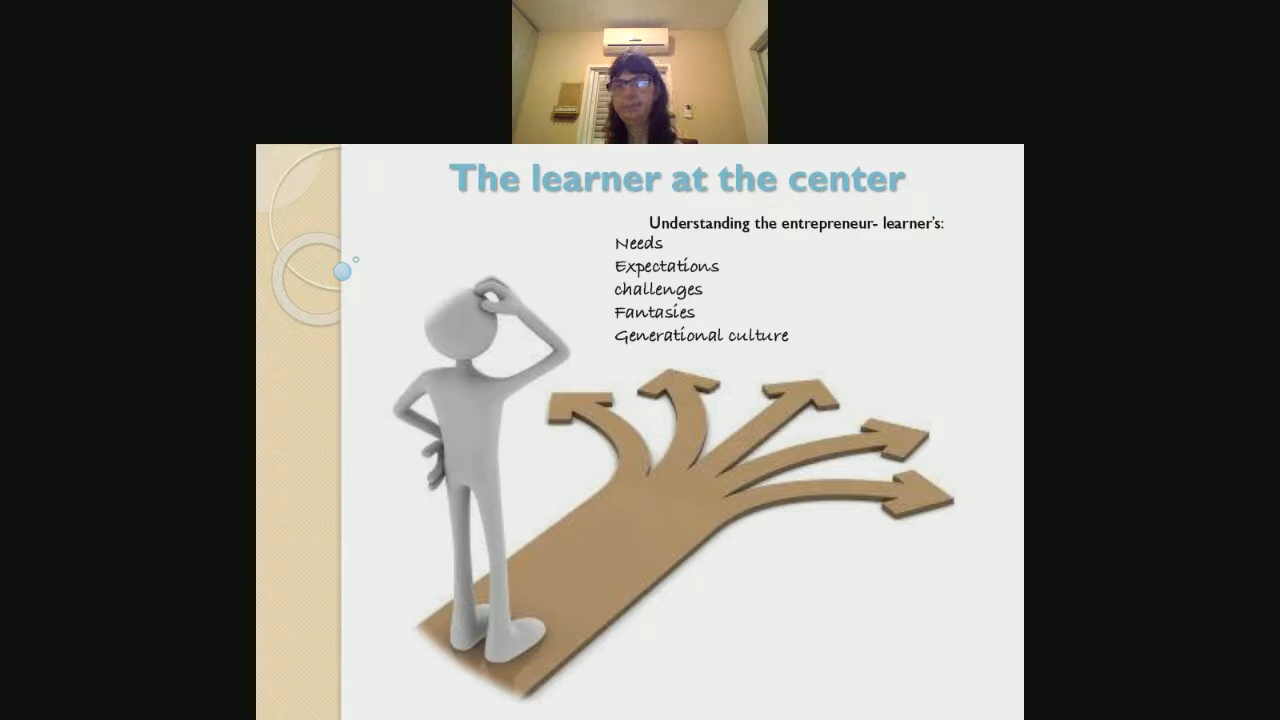 The learner at the center
Understanding the entrepreneur- learner's:
Needs
Expectations
challenges
Fantasies
Generational culture